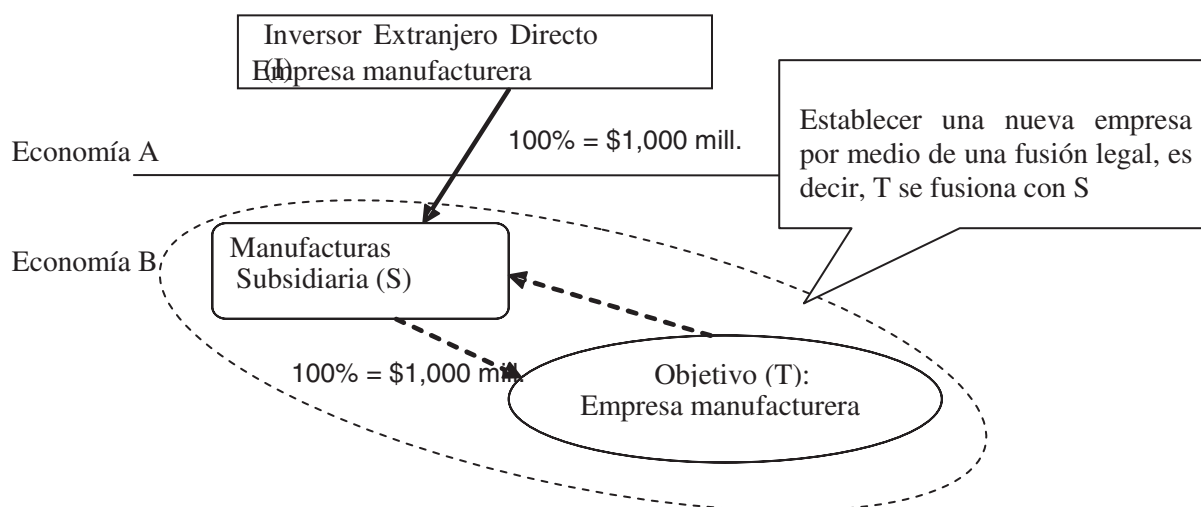 Inversor Extranjero Directo
(I)
Empresa manufacturera
100% = $1,000 mill.
Economía A
Establecer una nueva empresa
por medio de una fusión legal, es
decir, T se fusiona con S
Economía B
Manufacturas
Subsidiaria (S)
100% = $1,000 mill.
Objetivo (T):
Empresa manufacturera